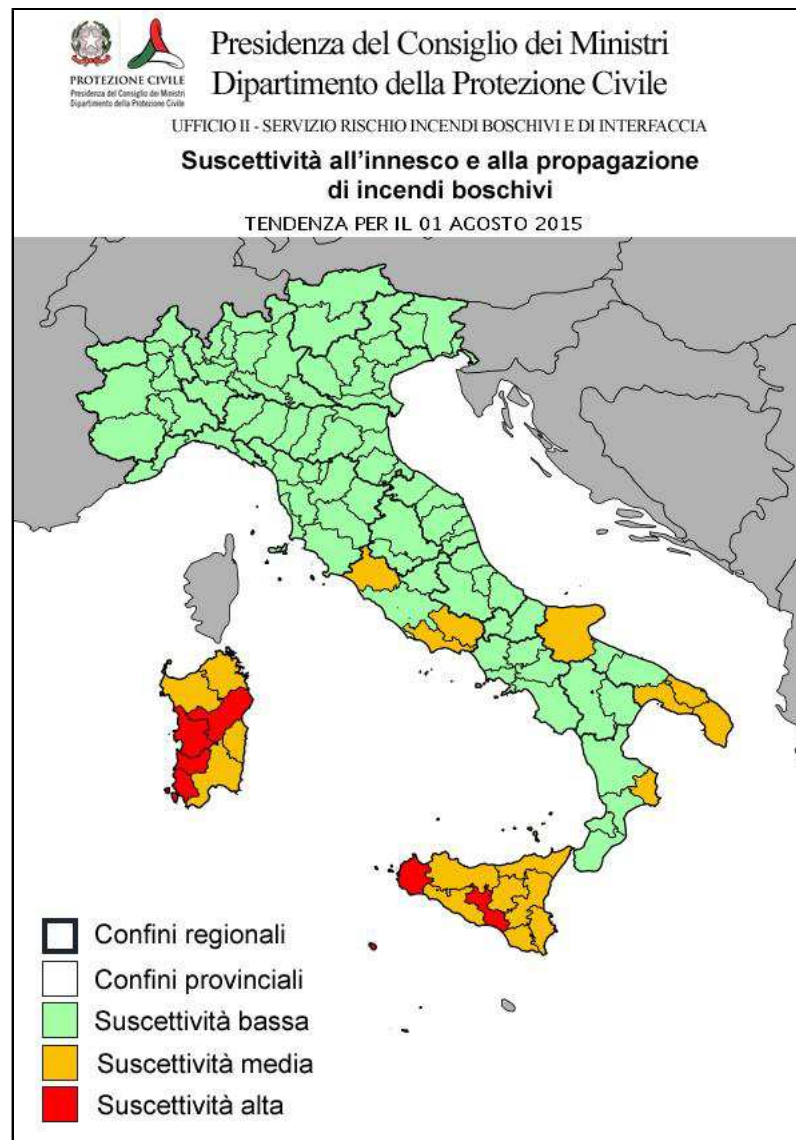 PROTEZIONE CIVILE
Presidenza del Consiglio dei Ministri
Dipartimento della Protezione Civile
Presidenza del Consiglio dei Ministri
Dipartimento della Protezione Civile
UFFICIO II - SERVIZIO RISCHIO INCENDI BOSCHIVI E DI INTERFACCIA
Suscettività all'innesco e alla propagazione
di incendi boschivi
TENDENZA PER IL 01 AGOSTO 2015
Confini regionali
Confini provinciali
Suscettività bassa
Suscettività media
Suscettività alta